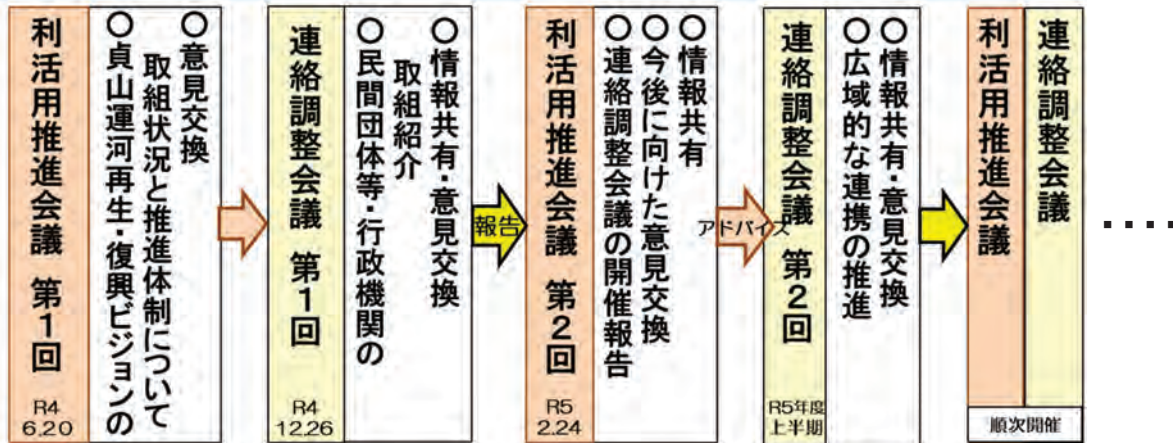 利活用推進会議 第1回
R4
6.20
○貞山運河再生・復興ビジョンの
取組状況と推進体制について
○意見交換
連絡調整会議 第1回
R4
12.26
○民間団体等・行政機関の
取組紹介
○情報共有・意見交換
報告
利活用推進会議 第2回
R5
2.24
○連絡調整会議の開催報告
○今後に向けた意見交換
○情報共有
アドバイス
連絡調整会議 第2回
R5年度
上半期
○広域的な連携の推進
○情報共有・意見交換
利活用推進会議
連絡調整会議
順次開催
‥‥